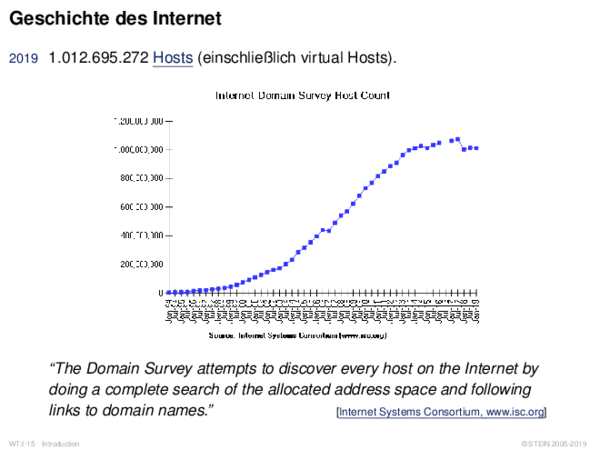 Geschichte des Internet
2019 1.012.695.272 Hosts (einschließlich virtual Hosts).
Internet Domain Survey Host Count
1,200,000,000
1,000,000,000
800,000,000
600,000,000
400,000,000
200,000,000
0
Source: Internet Systems Consortium (www.isc.org)
“The Domain Survey attempts to discover every host on the Internet by
doing a complete search of the allocated address space and following
links to domain names.” [Internet Systems Consortium, www.isc.org]
WT:I-15 Introduction © STEIN 2005-2019